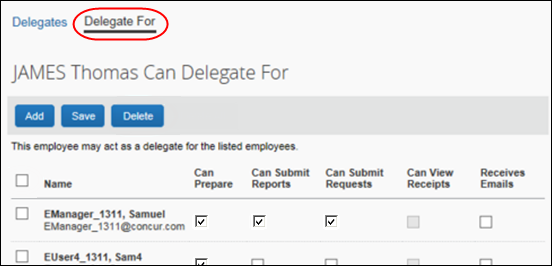 Delegates Delegate For
JAMES Thomas Can Delegate For
Add Save Delete
This employee may act as a delegate for the listed employees.
Name Can Prepare Can Submit Reports Can Submit Requests Can View Receipts Receives Emails
EManager_1311, Samuel
EManager_1311@concur.com
EUser4_1311, Sam4